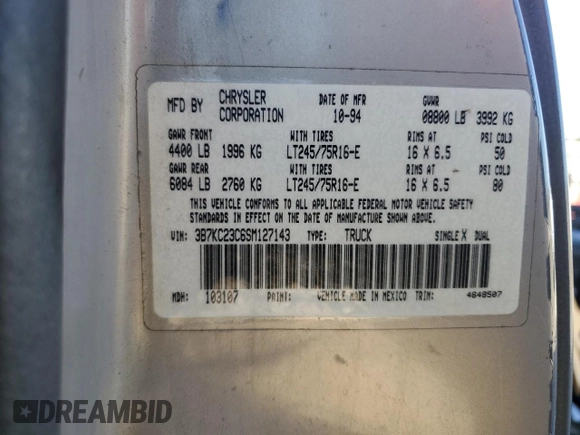 MFD BY CHRYSLER CORPORATION DATE OF MFR 10-94 GVWR 08800 LB 3992 KG
GAWR FRONT WITH TIRES RIMS AT PSI COLD
4400 LB 1996 KG LT245/75R16-E 16 X 6.5 50
GAWR REAR WITH TIRES RIMS AT PSI COLD
6084 LB 2760 KG LT245/75R16-E 16 X 6.5 80
THIS VEHICLE CONFORMS TO ALL APPLICABLE FEDERAL MOTOR VEHICLE SAFETY
STANDARDS IN EFFECT ON THE DATE OF MANUFACTURE SHOWN ABOVE.
VIN: 3B7KC23C6SM127143 TYPE: TRUCK SINGLE X DUAL
MDH: 103107 PAINT: VEHICLE MADE IN MEXICO TRIM: 4648507
DREAMBID